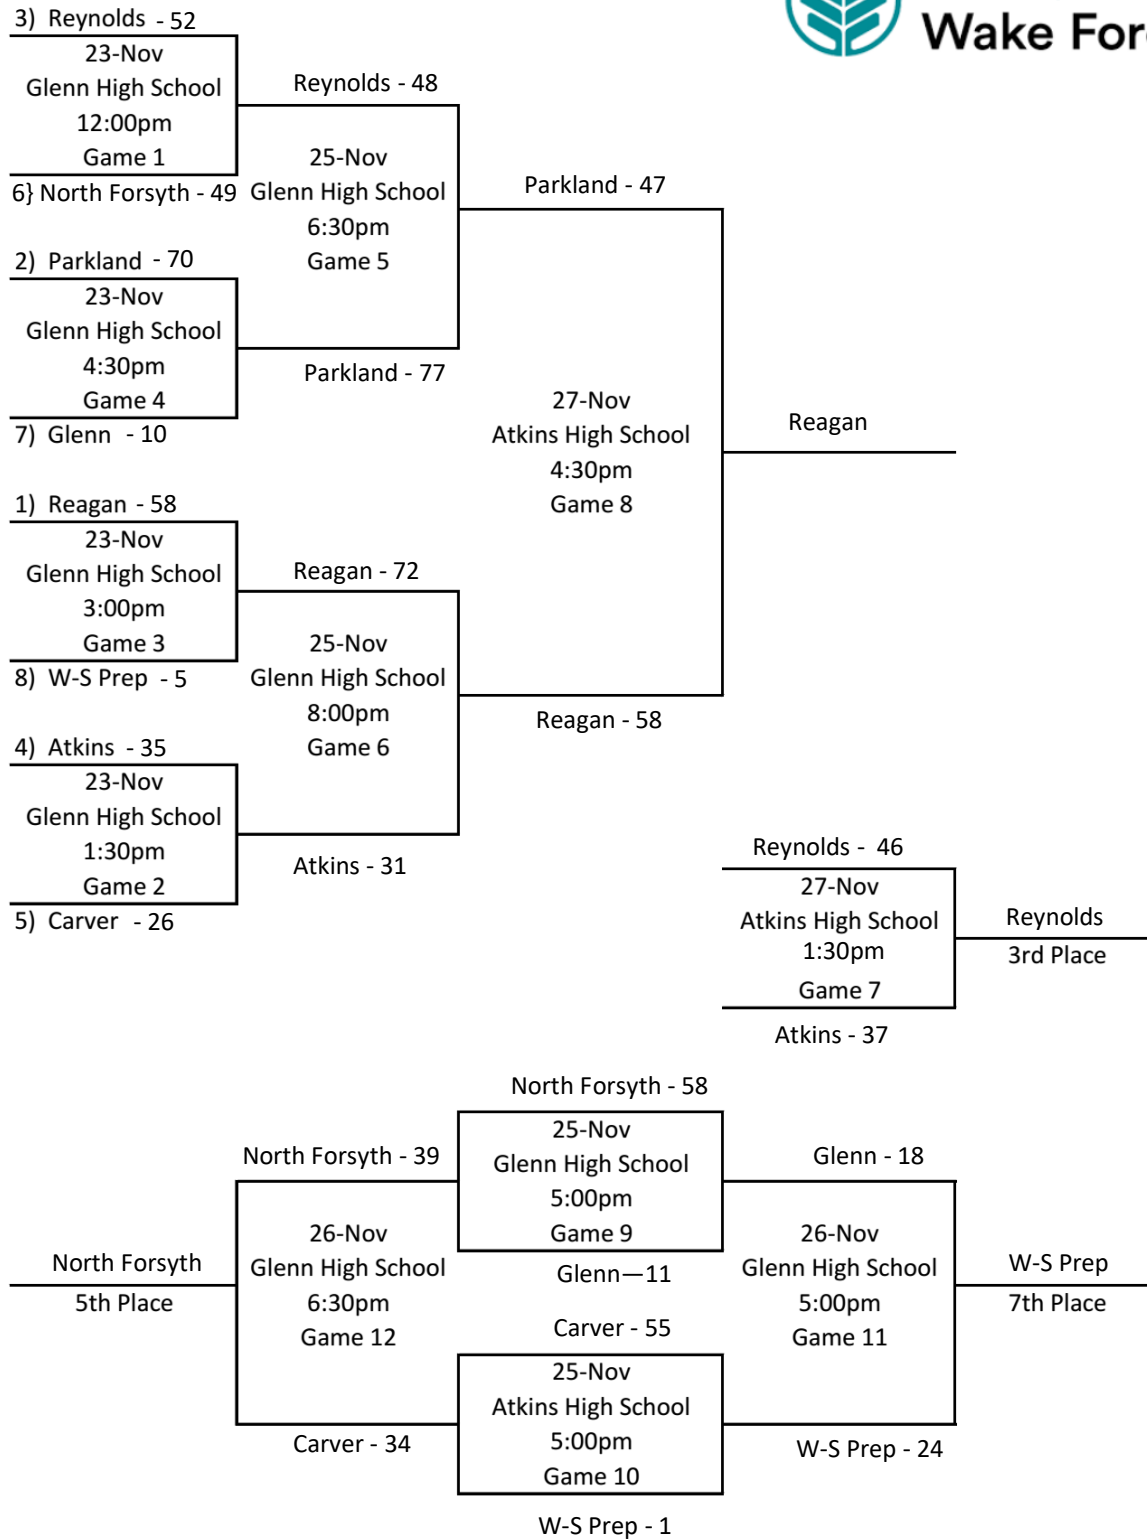 Wake For
3) Reynolds - 52
23-Nov
Glenn High School
12:00pm
Game 1
6} North Forsyth - 49
Reynolds - 48
25-Nov
Glenn High School
6:30pm
Game 5
Parkland - 77
2) Parkland - 70
23-Nov
Glenn High School
4:30pm
Game 4
7) Glenn - 10
Parkland - 47
27-Nov
Atkins High School
4:30pm
Game 8
Reagan - 58
Reagan
1) Reagan - 58
23-Nov
Glenn High School
3:00pm
Game 3
8) W-S Prep - 5
Reagan - 72
25-Nov
Glenn High School
8:00pm
Game 6
Atkins - 31
4) Atkins - 35
23-Nov
Glenn High School
1:30pm
Game 2
5) Carver - 26
Reynolds - 46
27-Nov
Atkins High School
1:30pm
Game 7
Atkins - 37
Reynolds
3rd Place
North Forsyth - 58
25-Nov
Glenn High School
5:00pm
Game 9
Glenn—11
North Forsyth - 39
26-Nov
Glenn High School
6:30pm
Game 12
Carver - 34
North Forsyth
5th Place
Carver - 55
25-Nov
Atkins High School
5:00pm
Game 10
W-S Prep - 1
Glenn - 18
26-Nov
Glenn High School
5:00pm
Game 11
W-S Prep - 24
W-S Prep
7th Place